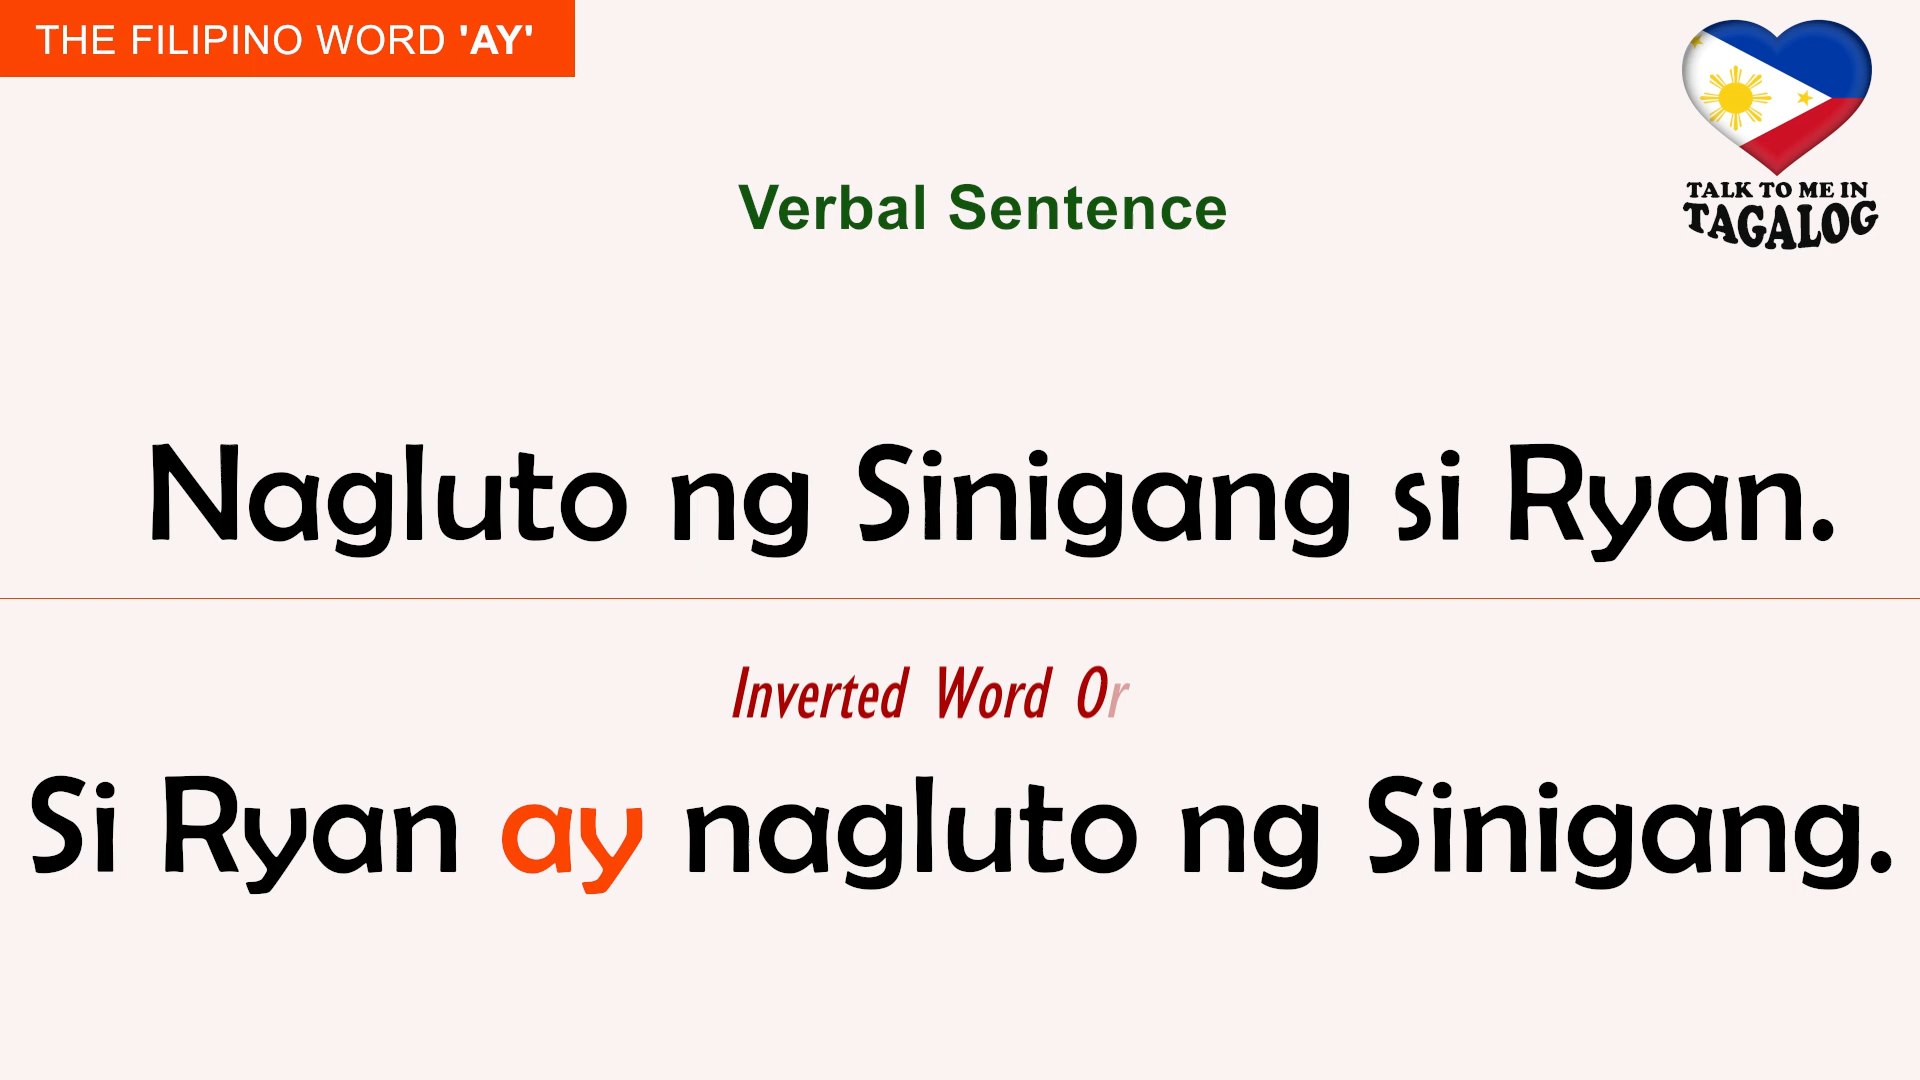 THE FILIPINO WORD 'AY'
TALK TO ME IN
TAGALOG
Verbal Sentence
Nagluto ng Sinigang si Ryan.
Inverted Word Or
Si Ryan ay nagluto ng Sinigang.